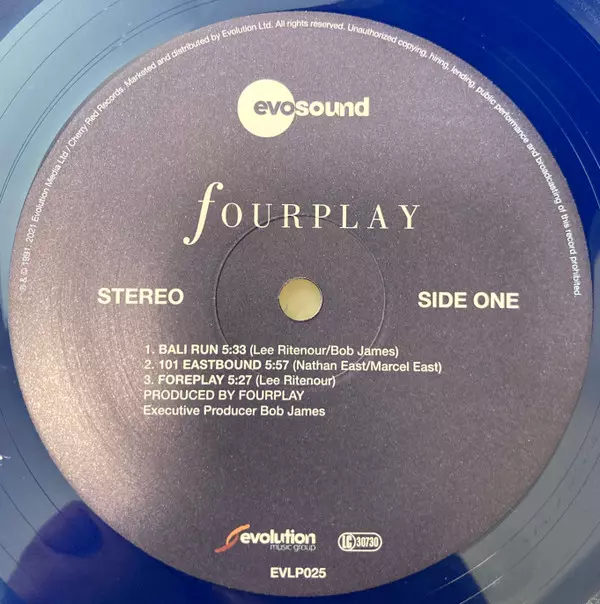 ℗ & © 1991, 2021 Evolution Media Ltd / Cherry Red Records. Marketed and distributed by Evolution Ltd. All rights reserved. Unauthorized copying, hiring, lending, public performance and broadcasting of this record prohibited.
evosound
fOURPLAY
STEREO
SIDE ONE
1. BALI RUN 5:33 (Lee Ritenour/Bob James)
2. 101 EASTBOUND 5:57 (Nathan East/Marcel East)
3. FOREPLAY 5:27 (Lee Ritenour)
PRODUCED BY FOURPLAY
Executive Producer Bob James
evolution
music group
LC 30730
EVLP025